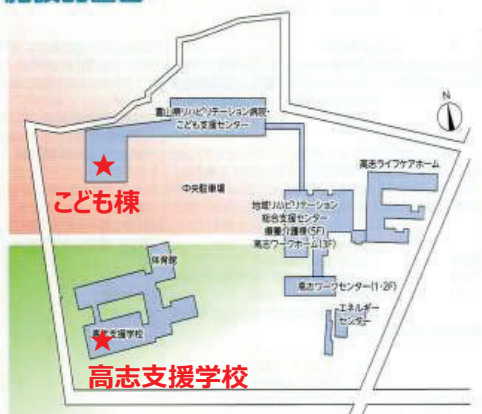 N
富山県リハビリテーション病院・
こども支援センター
高志ライフケアホーム
こども棟
中央駐車場
地域リハビリテーション
総合支援センター
療養介護棟(5F)
高志ワークホーム(3F)
体育館
高志ワークセンター(1・2F)
エネルギー
センター
高志支援学校
高志支援学校